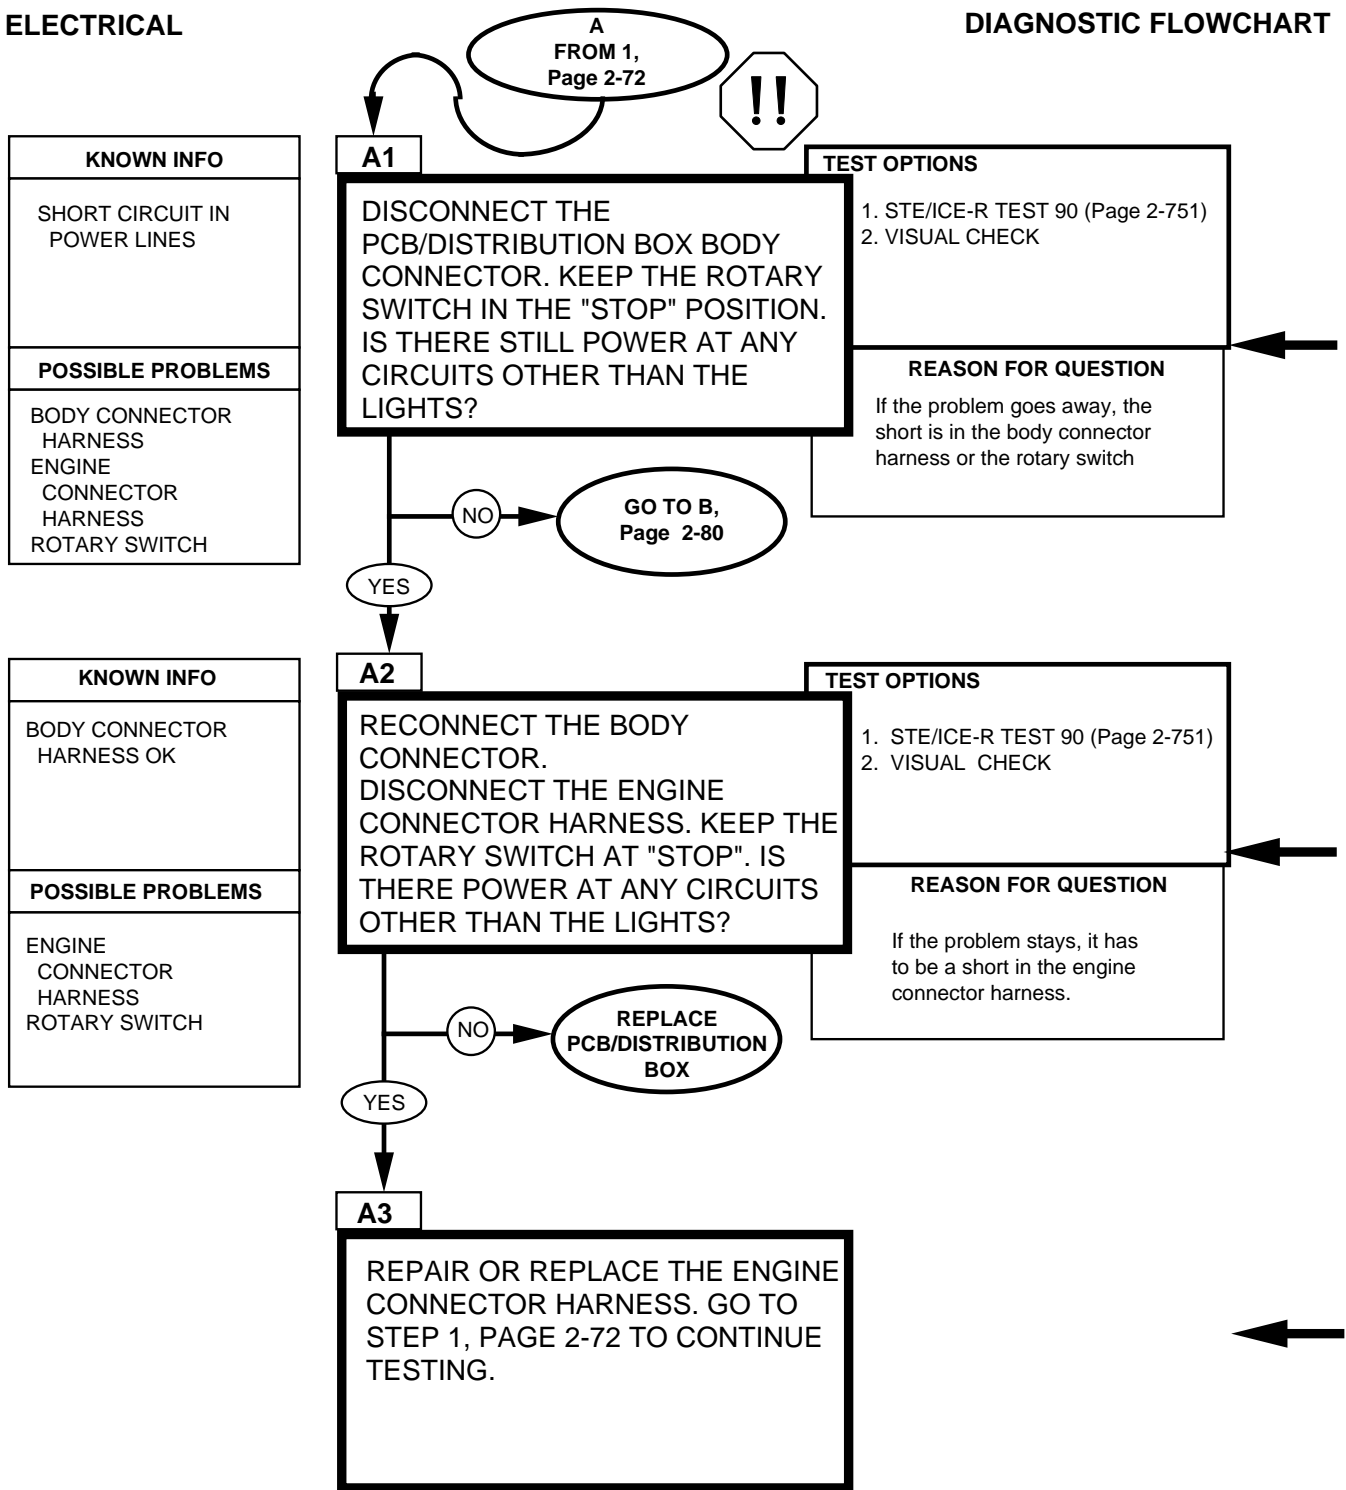 ELECTRICAL
DIAGNOSTIC FLOWCHART
A
FROM 1,
Page 2-72
!!
KNOWN INFO
SHORT CIRCUIT IN
POWER LINES
POSSIBLE PROBLEMS
BODY CONNECTOR
HARNESS
ENGINE
CONNECTOR
HARNESS
ROTARY SWITCH
A1
DISCONNECT THE
PCB/DISTRIBUTION BOX BODY
CONNECTOR. KEEP THE ROTARY
SWITCH IN THE "STOP" POSITION.
IS THERE STILL POWER AT ANY
CIRCUITS OTHER THAN THE
LIGHTS?
TEST OPTIONS
1. STE/ICE-R TEST 90 (Page 2-751)
2. VISUAL CHECK
REASON FOR QUESTION
If the problem goes away, the
short is in the body connector
harness or the rotary switch
NO
GO TO B,
Page 2-80
YES
KNOWN INFO
BODY CONNECTOR
HARNESS OK
POSSIBLE PROBLEMS
ENGINE
CONNECTOR
HARNESS
ROTARY SWITCH
A2
RECONNECT THE BODY
CONNECTOR.
DISCONNECT THE ENGINE
CONNECTOR HARNESS. KEEP THE
ROTARY SWITCH AT "STOP". IS
THERE POWER AT ANY CIRCUITS
OTHER THAN THE LIGHTS?
TEST OPTIONS
1. STE/ICE-R TEST 90 (Page 2-751)
2. VISUAL CHECK
REASON FOR QUESTION
If the problem stays, it has
to be a short in the engine
connector harness.
NO
REPLACE
PCB/DISTRIBUTION
BOX
YES
A3
REPAIR OR REPLACE THE ENGINE
CONNECTOR HARNESS. GO TO
STEP 1, PAGE 2-72 TO CONTINUE
TESTING.